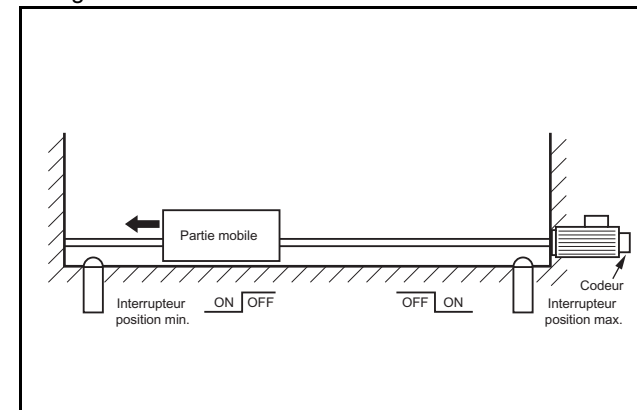 Partie mobile
Codeur
Interrupteur
position min.
ON OFF
OFF ON
Interrupteur
position max.